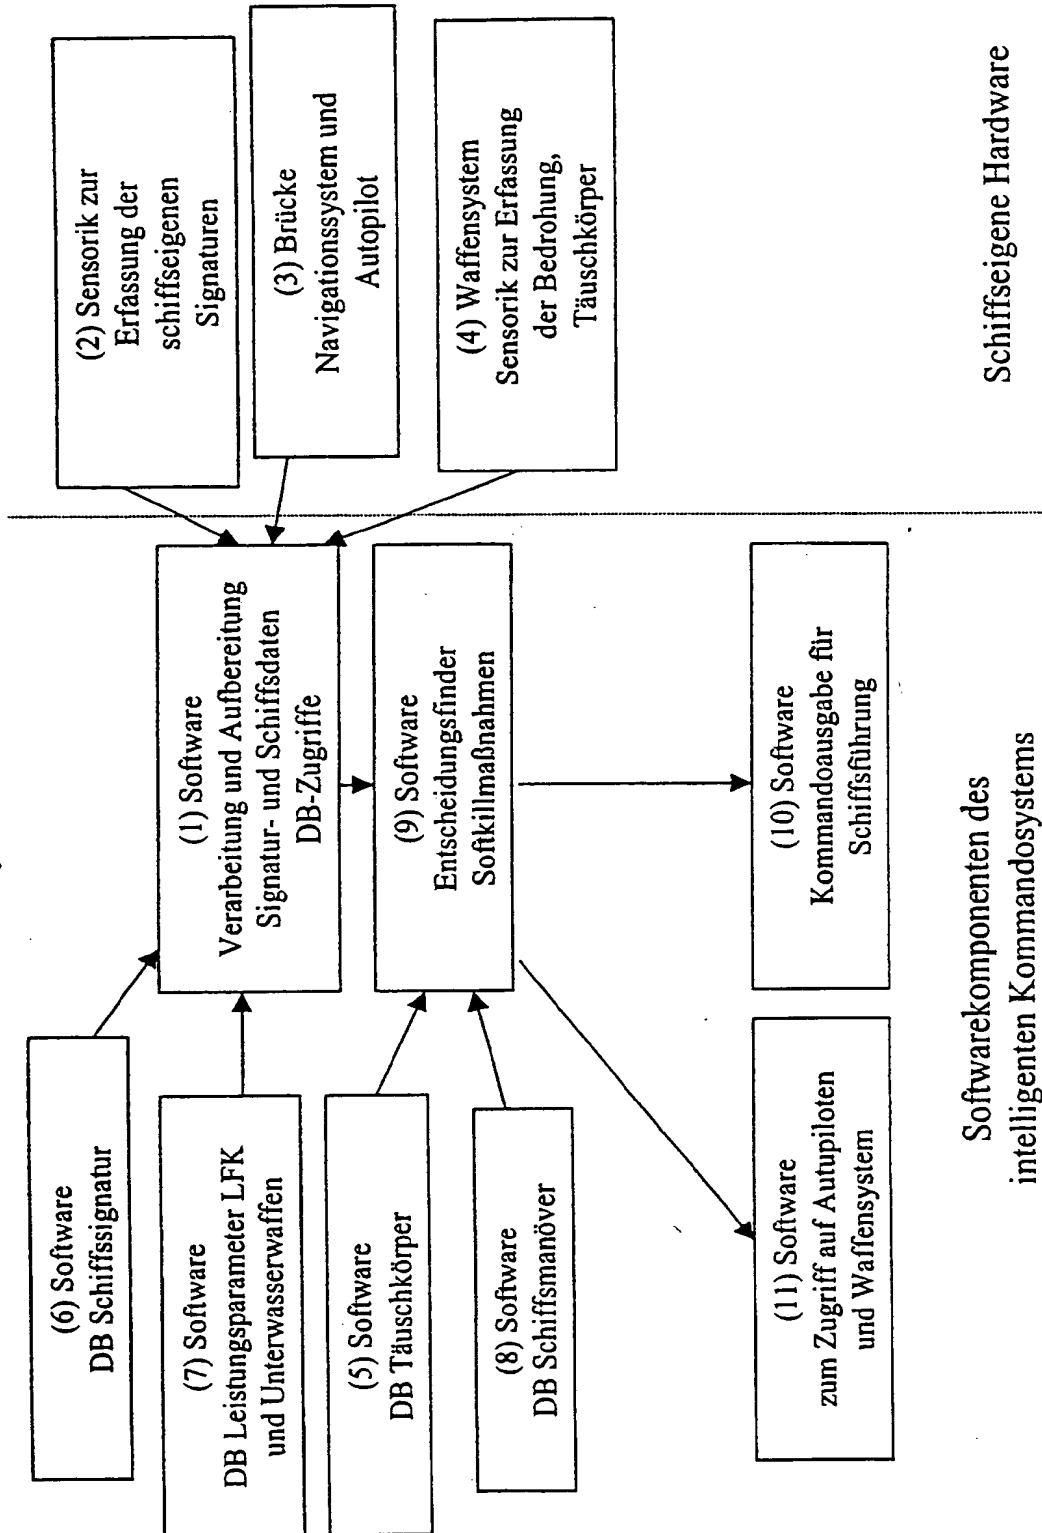 (6) Software
DB Schiffssignatur
(7) Software
DB Leistungsparameter LFK
und Unterwasserwaffen
(5) Software
DB Täuschkörper
(8) Software
DB Schiffsmanöver
(1) Software
Verarbeitung und Aufbereitung
Signatur- und Schiffsdaten
DB-Zugriffe
(9) Software
Entscheidungsfinder
Softkillmaßnahmen
(11) Software
zum Zugriff auf Autupiloten
und Waffensystem
(10) Software
Kommandoausgabe für
Schiffsführung
Softwarekomponenten des
intelligenten Kommandosystems
(2) Sensorik zur
Erfassung der
schiffseigenen
Signaturen
(3) Brücke
Navigationssystem und
Autopilot
(4) Waffensystem
Sensorik zur Erfassung
der Bedrohung,
Täuschkörper
Schiffseigene Hardware